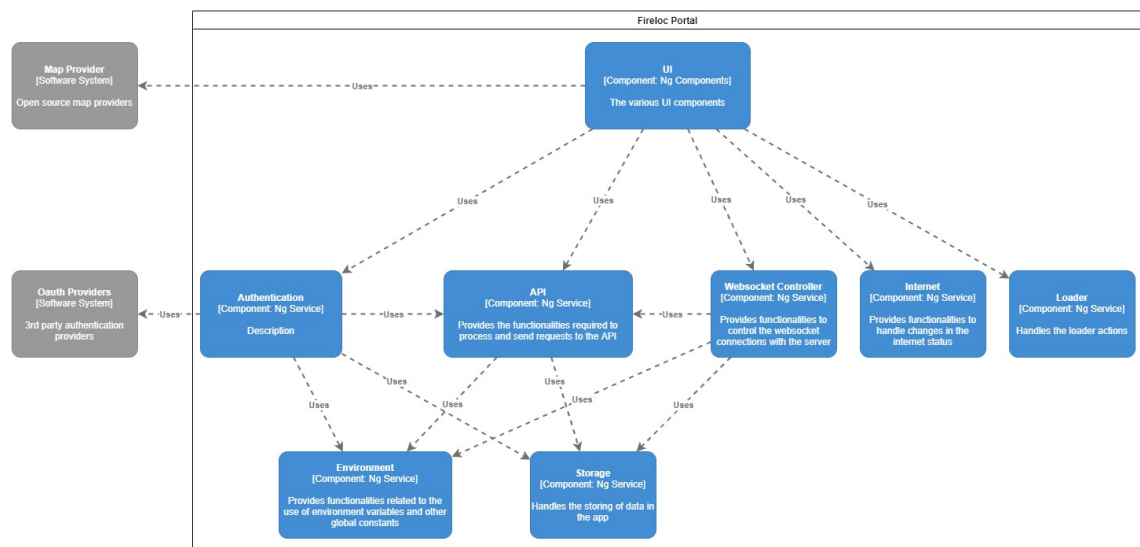 Fireloc Portal
Map Provider
[Software System]
Open source map providers
UI
[Component: Ng Components]
The various UI components
Uses
Uses
Uses
Uses
Uses
Uses
Oauth Providers
[Software System]
3rd party authentication
providers
Uses
Authentication
[Component: Ng Service]
Description
Uses
API
[Component: Ng Service]
Provides the functionalities required to
process and send requests to the API
Uses
Websocket Controller
[Component: Ng Service]
Provides functionalities to
control the websocket
connections with the server
Internet
[Component: Ng Service]
Provides functionalities to
handle changes in the
internet status
Loader
[Component: Ng Service]
Handles the loader actions
Uses
Uses
Uses
Uses
Uses
Uses
Environment
[Component: Ng Service]
Provides functionalities related to the
use of environment variables and other
global constants
Storage
[Component: Ng Service]
Handles the storing of data in
the app